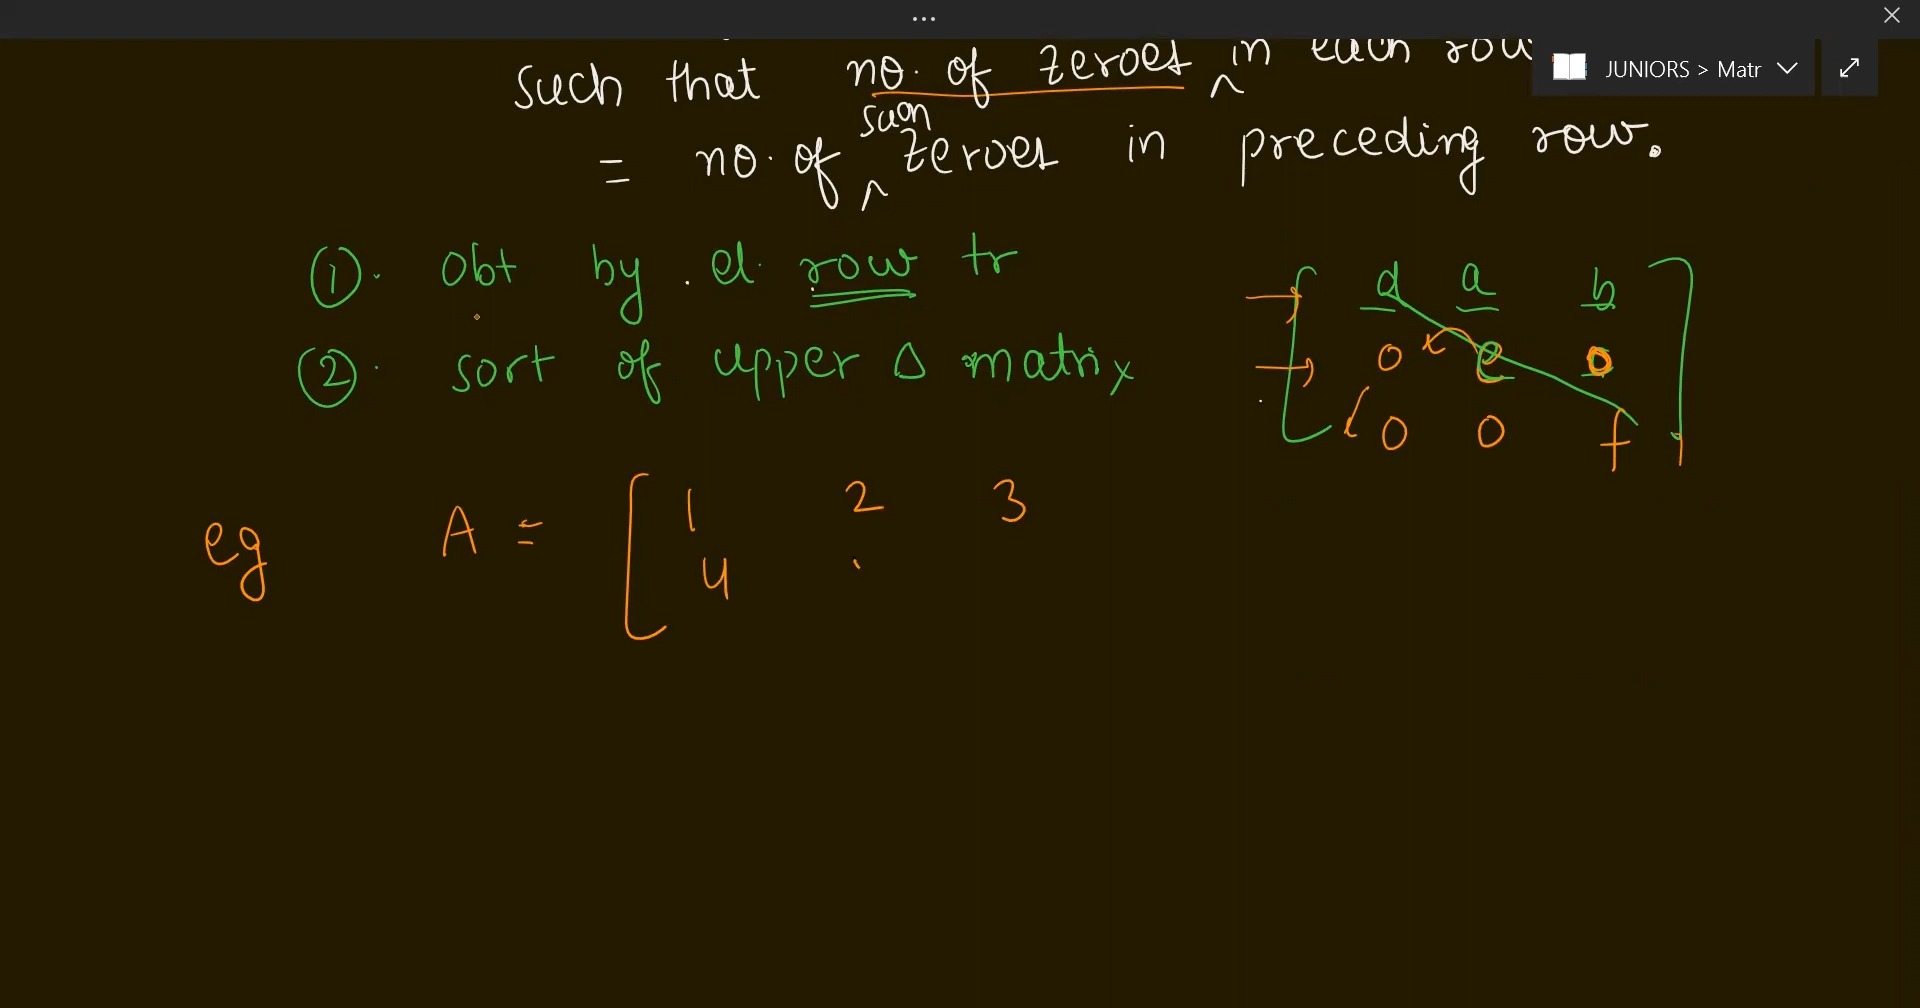 JUNIORS > Matr
such that no. of zeroes ^ in each row
suon
= no. of ^ zeroes in preceding row.
①. Obt by el. row tr
②. sort of upper Δ matrix
d a b
0 e 0
0 0 f
eg A = [ 1 2 3
4